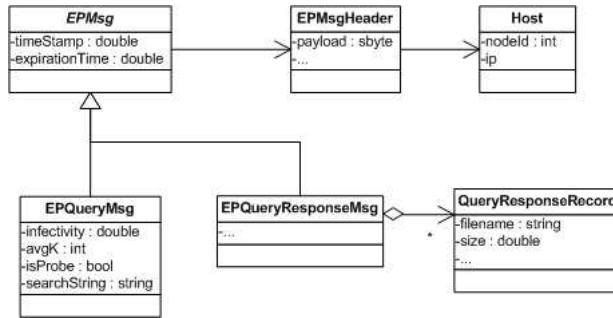 EPMsg
-timeStamp : double
-expirationTime : double
EPMsgHeader
-payload : sbyte
-...
Host
-nodeId : int
-ip
EPQueryMsg
-infectivity : double
-avgK : int
-isProbe : bool
-searchString : string
EPQueryResponseMsg
-...
*
QueryResponseRecord
-filename : string
-size : double
-...